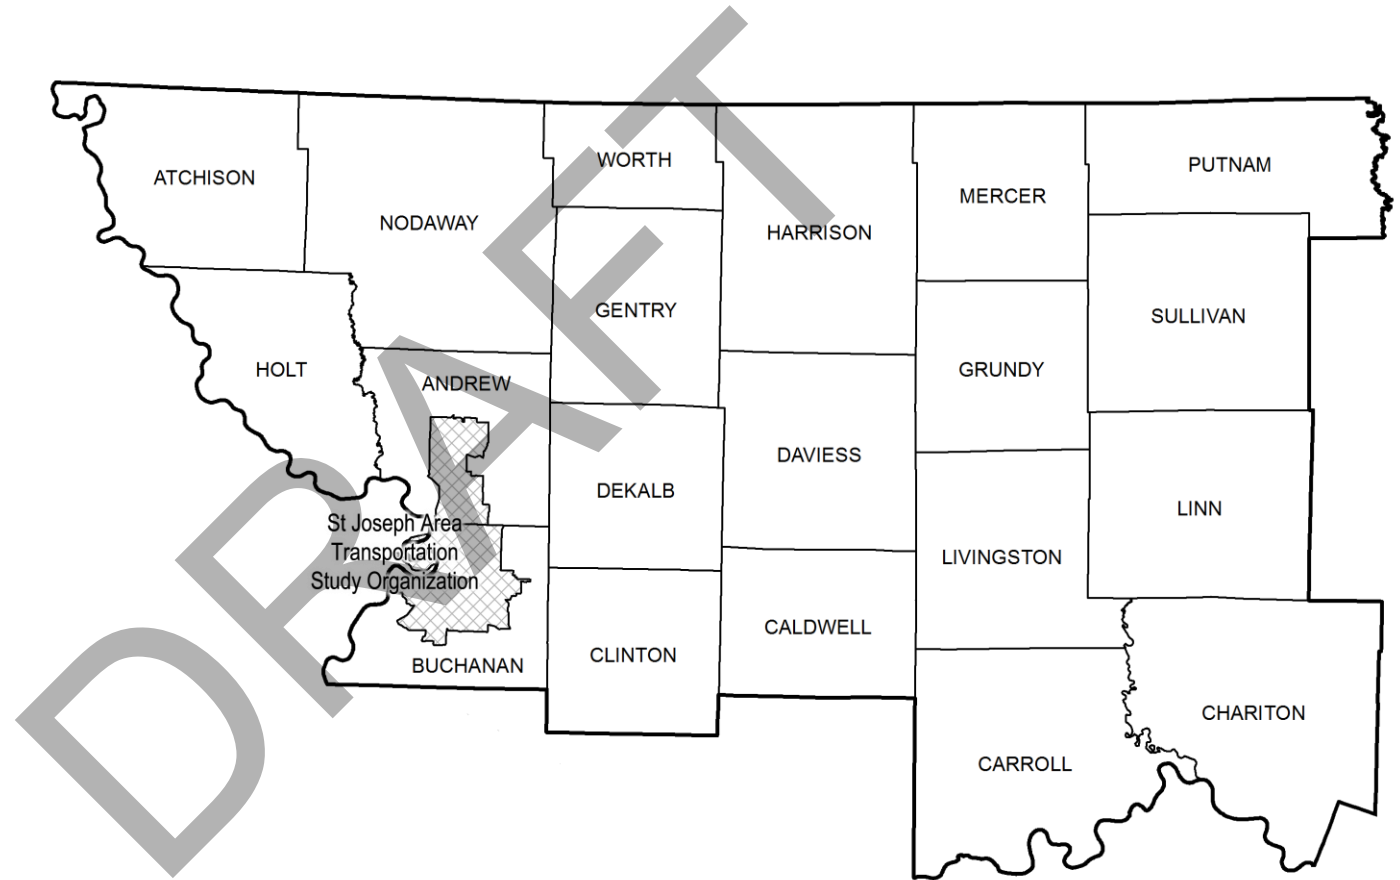 WORTH
PUTNAM
ATCHISON
MERCER
NODAWAY
HARRISON
GENTRY
SULLIVAN
HOLT
GRUNDY
ANDREW
DAVIESS
DEKALB
LINN
St Joseph Area
Transportation
Study Organization
LIVINGSTON
CALDWELL
CLINTON
BUCHANAN
CHARITON
CARROLL
DRAFT